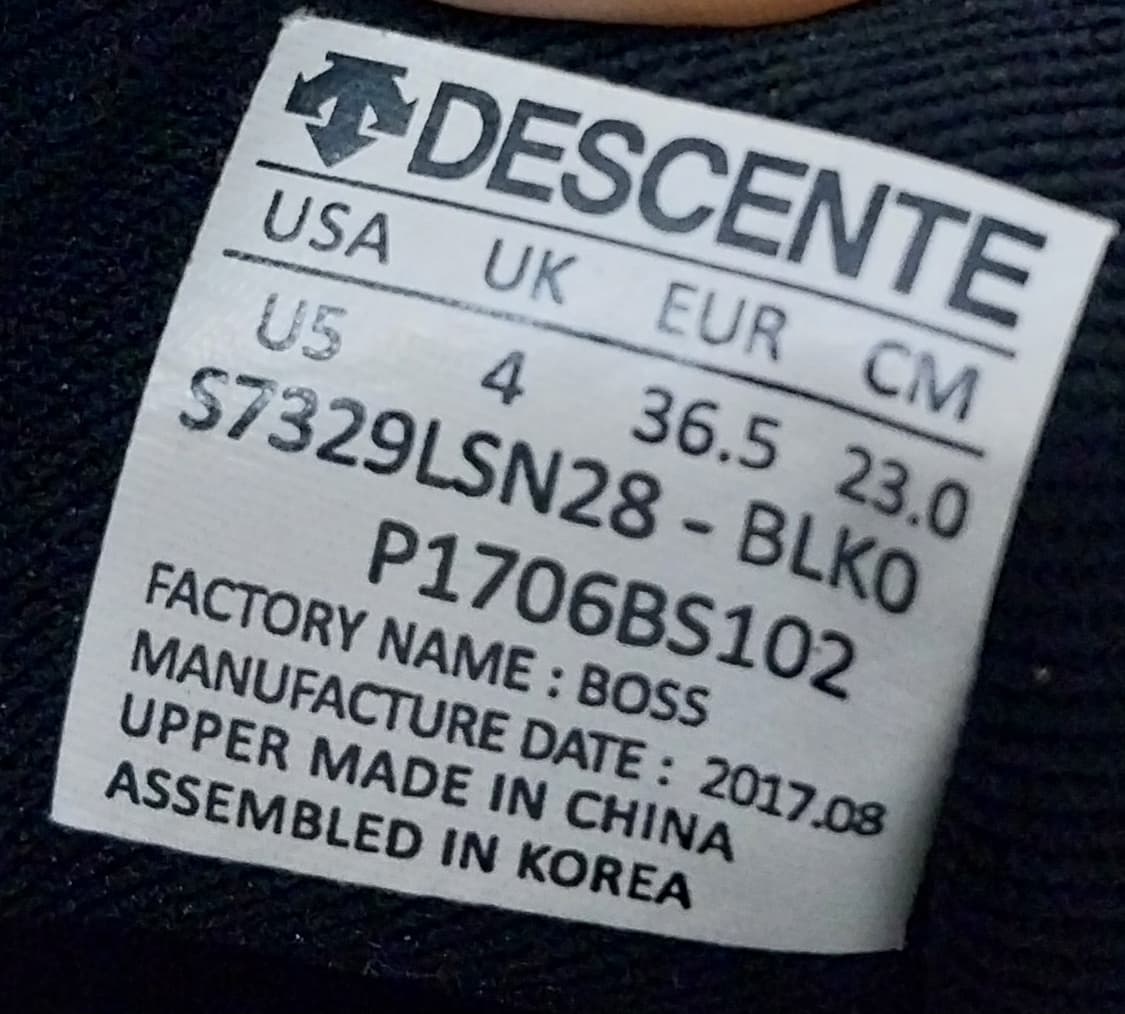 DESCENTE
USA UK EUR CM
U5 4 36.5 23.0
S7329LSN28 - BLK0
P1706BS102
FACTORY NAME : BOSS
MANUFACTURE DATE : 2017.08
UPPER MADE IN CHINA
ASSEMBLED IN KOREA